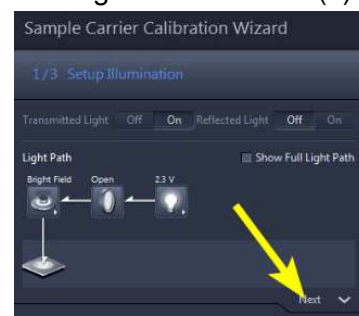 Sample Carrier Calibration Wizard
1/3 Setup Illumination
Transmitted Light Off On Reflected Light Off On
Light Path Show Full Light Path
Bright Field Open 2.3 V
Next